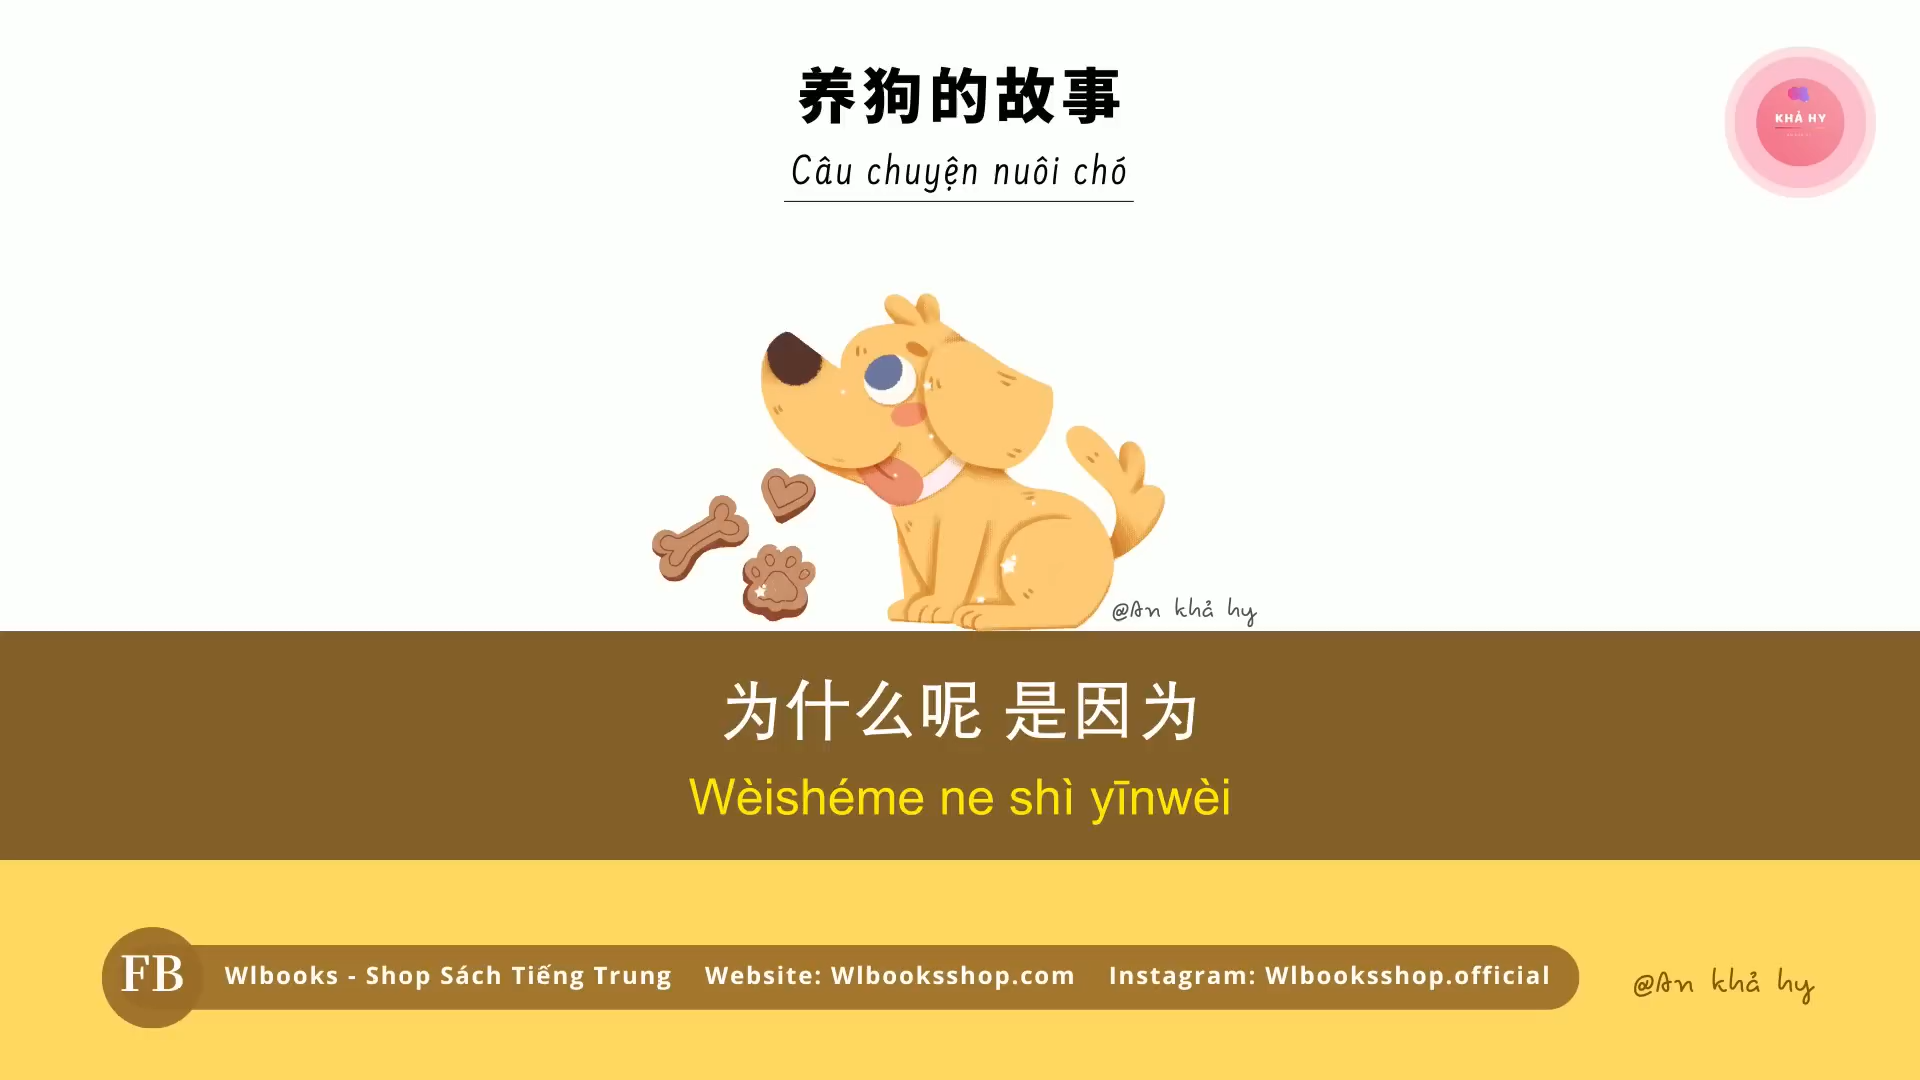 养狗的故事
Câu chuyện nuôi chó
KHẢ HY
@An khả hy
为什么呢 是因为
Wèishéme ne shì yīnwèi
FB
Wlbooks - Shop Sách Tiếng Trung Website: Wlbooksshop.com Instagram: Wlbooksshop.official
@An khả hy